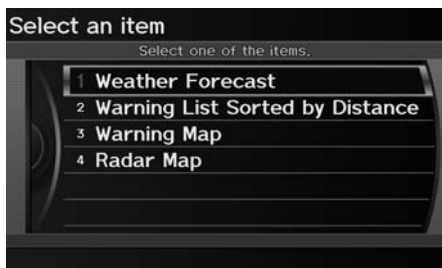 Select an item
Select one of the items.
1 Weather Forecast
2 Warning List Sorted by Distance
3 Warning Map
4 Radar Map